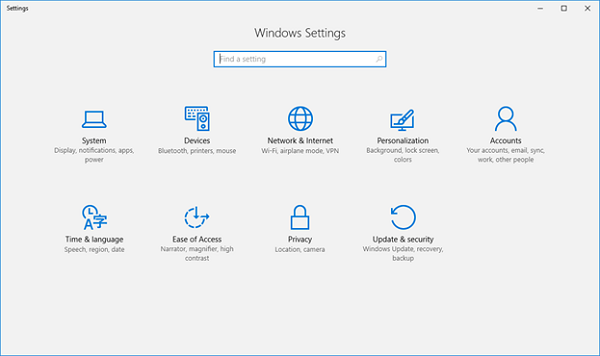 Settings
Windows Settings
Find a setting
System
Display, notifications, apps,
power
Devices
Bluetooth, printers, mouse
Network & Internet
Wi-Fi, airplane mode, VPN
Personalization
Background, lock screen,
colors
Accounts
Your accounts, email, sync,
work, other people
A字
Time & language
Speech, region, date
Ease of Access
Narrator, magnifier, high
contrast
Privacy
Location, camera
Update & security
Windows Update, recovery,
backup